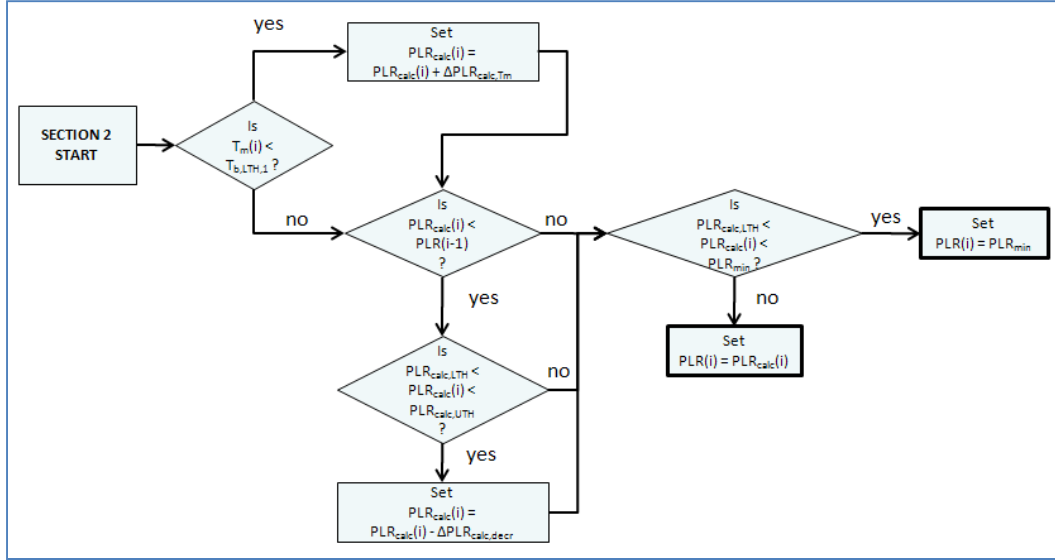 yes
Set
PLRcalc(i) =
PLRcalc(i) + ΔPLRcalc,Tm
SECTION 2
START
Is
Tm(i) <
Tb,LTH,1 ?
no
Is
PLRcalc(i) <
PLR(i-1)
?
no
Is
PLRcalc,LTH <
PLRcalc(i) <
PLRmin ?
yes
Set
PLR(i) = PLRmin
yes
no
Set
PLR(i) = PLRcalc(i)
Is
PLRcalc,LTH <
PLRcalc(i) <
PLRcalc,UTH
?
no
yes
Set
PLRcalc(i) =
PLRcalc(i) - ΔPLRcalc,decr